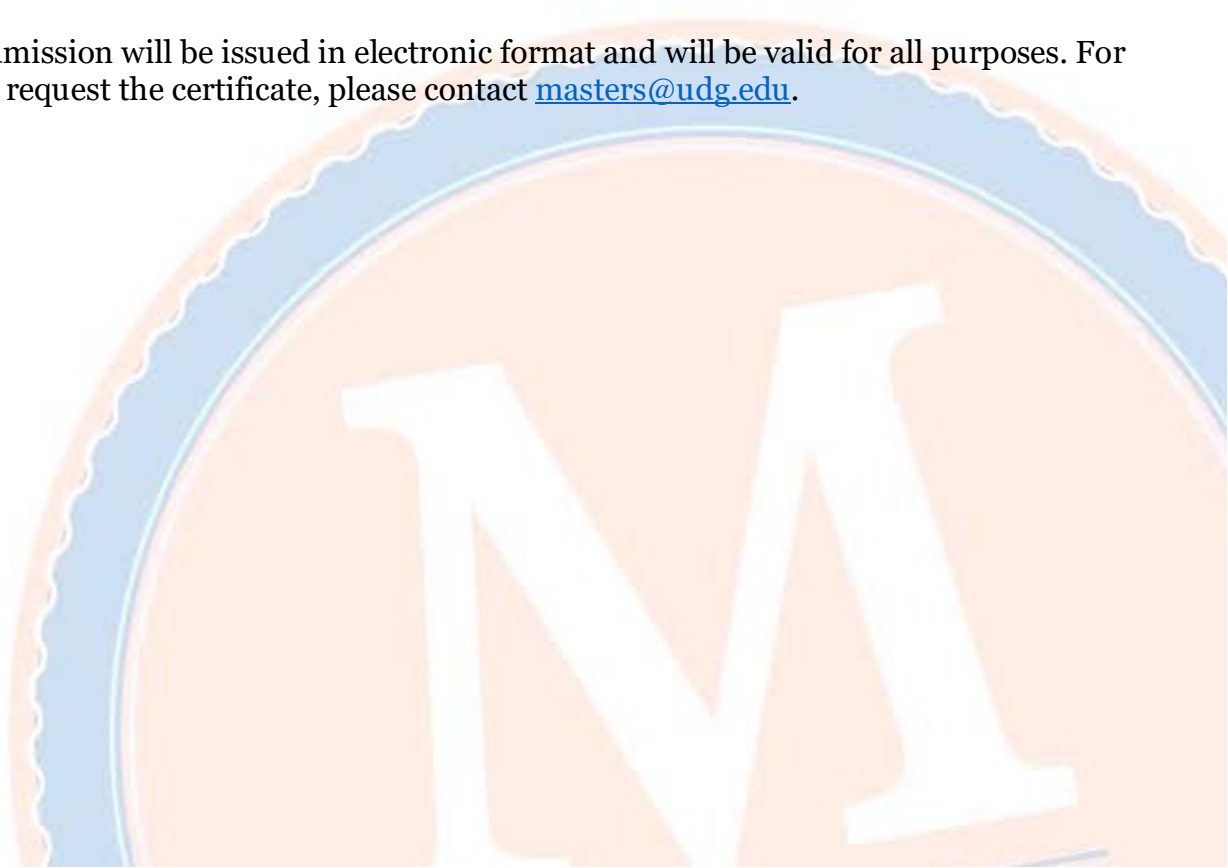 mission will be issued in electronic format and will be valid for all purposes. For
request the certificate, please contact masters@udg.edu.
M